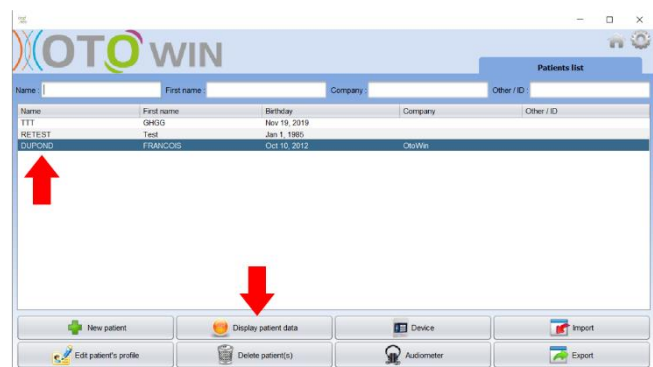 OTO WIN
Patients list
Name : First name : Company : Other / ID :
Name First name Birthday Company Other / ID
TTT GHGG Nov 19, 2019
RETEST Test Jan 1, 1985
DUPOND FRANCOIS Oct 10, 2012 OtoWin
New patient Display patient data Device Import
Edit patient's profile Delete patient(s) Audiometer Export